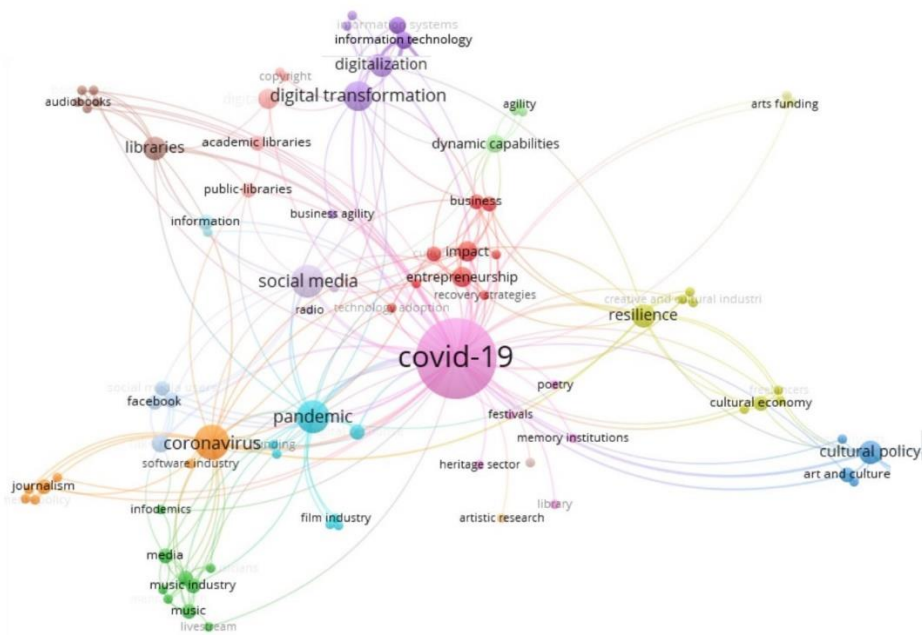 information systems
information technology
digitalization
copyright
digital transformation
audiobooks
agility
arts funding
libraries
academic libraries
dynamic capabilities
public-libraries
business
information
business agility
impact
social media
entrepreneurship
recovery strategies
creative and cultural industri
radio
technology adoption
resilience
covid-19
social media users
poetry
freelancers
facebook
cultural economy
pandemic
festivals
coronavirus
memory institutions
cultural policy
software industry
heritage sector
art and culture
journalism
library
infodemics
film industry
artistic research
media
music industry
music
livestream